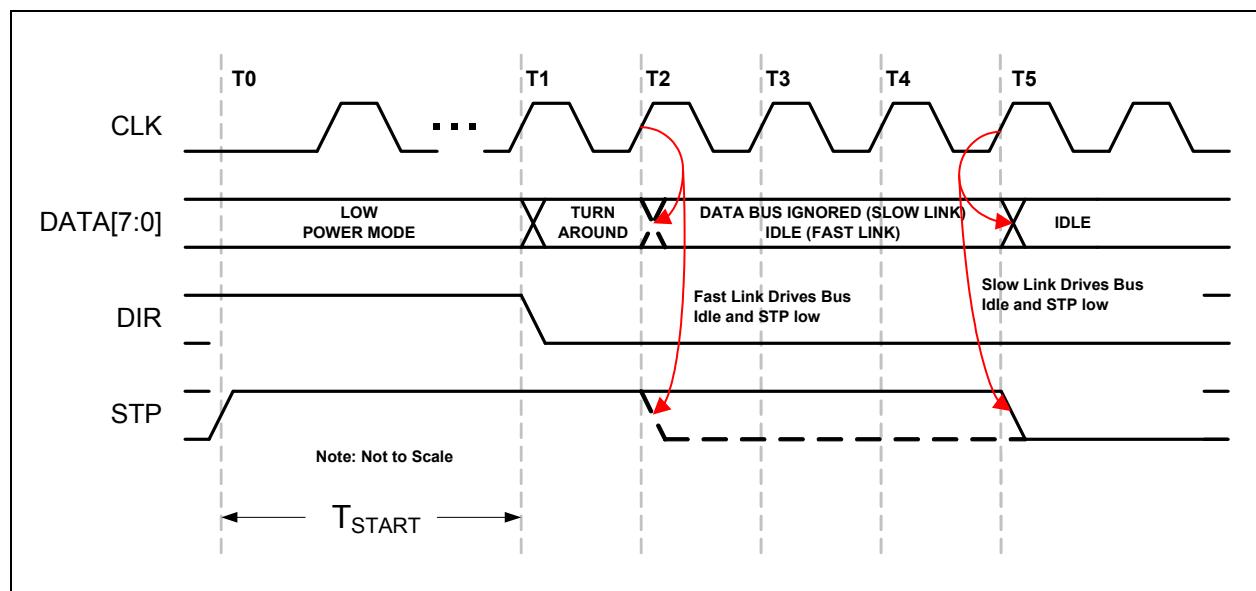 T0
T1
T2
T3
T4
T5
CLK
DATA[7:0]
LOW
POWER MODE
TURN
AROUND
DATA BUS IGNORED (SLOW LINK)
IDLE (FAST LINK)
IDLE
DIR
Fast Link Drives Bus
Idle and STP low
Slow Link Drives Bus
Idle and STP low
STP
Note: Not to Scale
TSTART